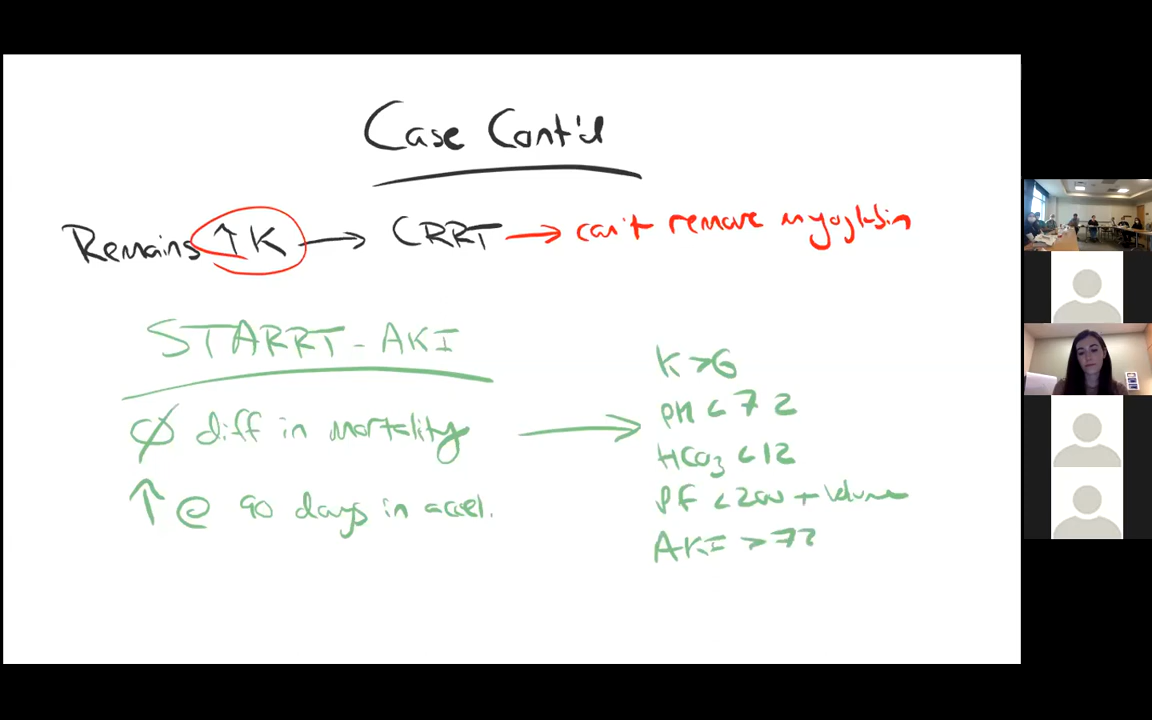 Case Cont'd
Remains ↑K → CRRT → can't remove myoglobin
STARRT-AKI
Ø diff in mortality →
↑ @ 90 days in accel.
K >6
pH < 7 2
HCO3 <12
PF <200 + volume
AKI > 72